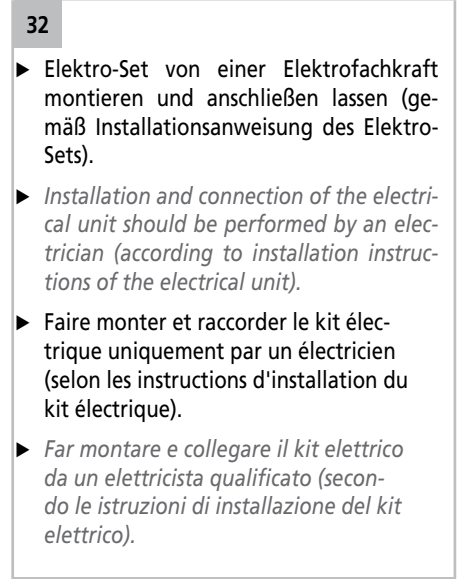 32
► Elektro-Set von einer Elektrofachkraft
montieren und anschließen lassen (ge-
mäß Installationsanweisung des Elektro-
Sets).
► Installation and connection of the electri-
cal unit should be performed by an elec-
trician (according to installation instruc-
tions of the electrical unit).
► Faire monter et raccorder le kit élec-
trique uniquement par un électricien
(selon les instructions d'installation du
kit électrique).
► Far montare e collegare il kit elettrico
da un elettricista qualificato (secon-
do le istruzioni di installazione del kit
elettrico).